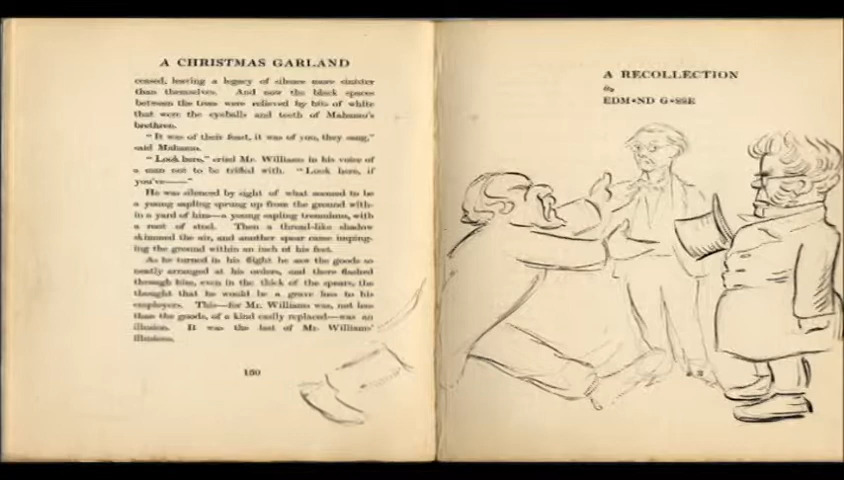 A CHRISTMAS GARLAND
ceased, leaving a legacy of silence more sinister
than themselves. And now the black spaces
between the trees were relieved by bits of white
that were the eyeballs and teeth of Mahamo's
brethren.
"It was of their feast, it was of you, they sang,"
said Mahamo.
"Look here," cried Mr. Williams in his voice of
a man not to be trifled with. "Look here, if
you've——"
He was silenced by sight of what seemed to be
a young sapling sprung up from the ground with-
in a yard of him—a young sapling tremulous, with
a root of steel. Then a thread-like shadow
skimmed the air, and another spear came imping-
ing the ground within an inch of his feet.
As he turned in his flight he saw the goods so
neatly arranged at his orders, and there flashed
through him, even in the thick of the spears, the
thought that he would be a grave loss to his
employers. This—for Mr. Williams was, not less
than the goods, of a kind easily replaced—was an
illusion. It was the last of Mr. Williams'
illusions.
130
A RECOLLECTION
By
EDM•ND G•SSE